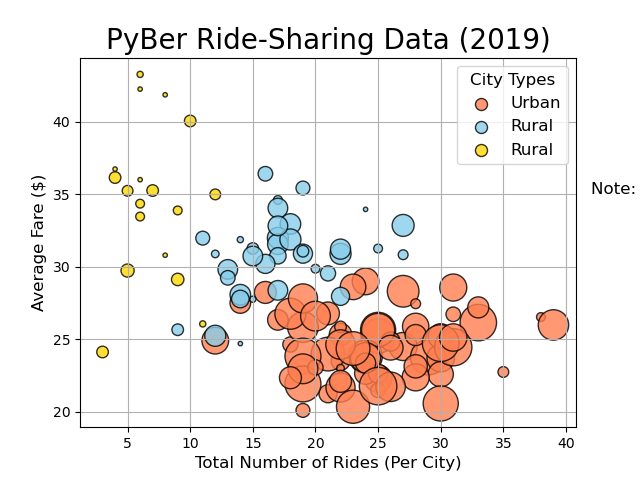 PyBer Ride-Sharing Data (2019)
City Types
Urban
Rural
Rural
Note:
Average Fare ($)
40
35
30
25
20
5 10 15 20 25 30 35 40
Total Number of Rides (Per City)